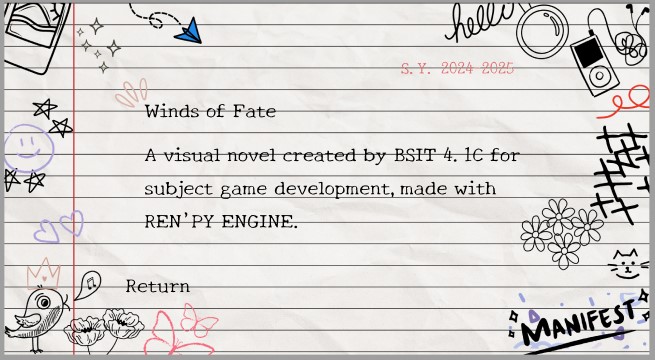 hello
S.Y. 2024-2025
Winds of Fate
A visual novel created by BSIT 4.1C for
subject game development, made with
REN'PY ENGINE.
Return
MANIFEST